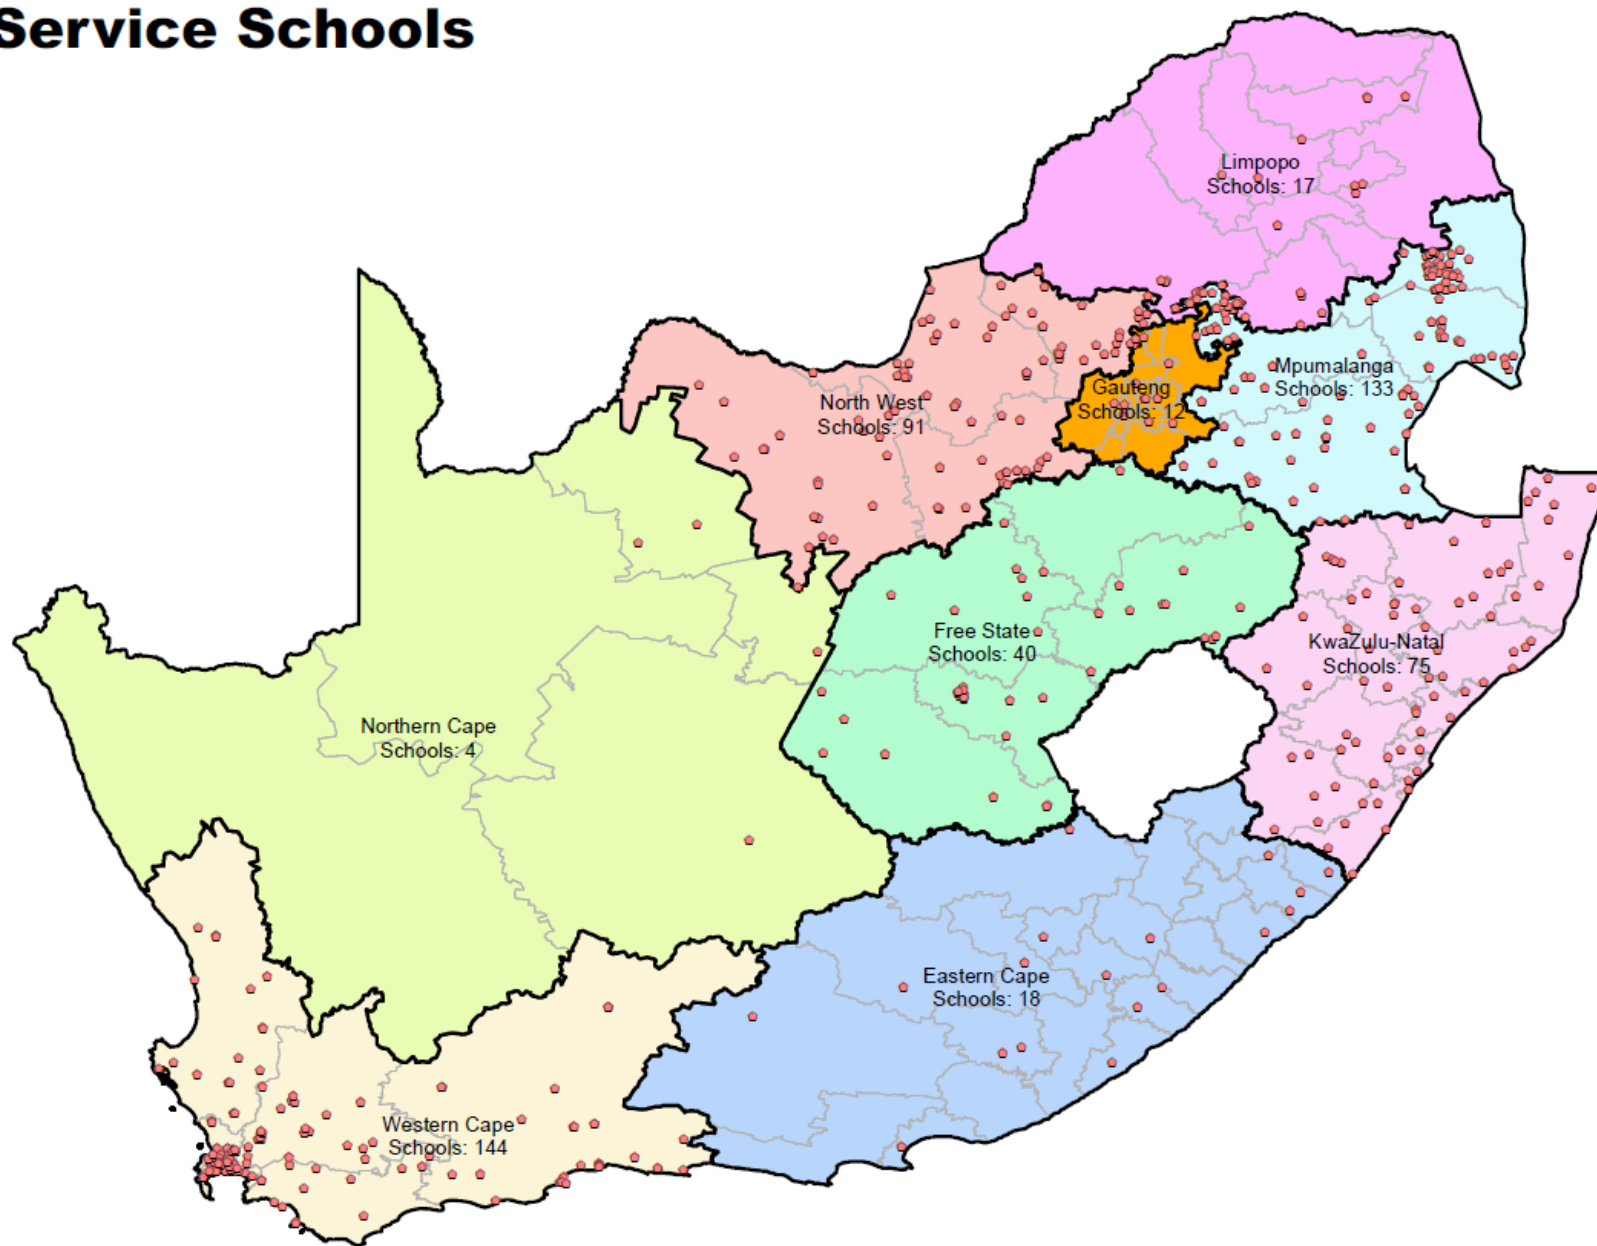 Service Schools
Limpopo
Schools: 17
Mpumalanga
Schools: 133
Gauteng
Schools: 12
North West
Schools: 91
Free State
Schools: 40
KwaZulu-Natal
Schools: 75
Northern Cape
Schools: 4
Eastern Cape
Schools: 18
Western Cape
Schools: 144